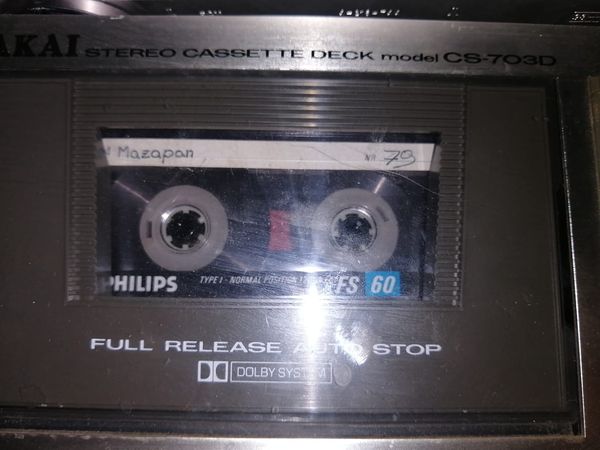 AKAI STEREO CASSETTE DECK model CS-703D
Mazapan NR. 79
PHILIPS TYPE I - NORMAL POSITION FS 60
FULL RELEASE AUTO STOP
DOLBY SYSTEM